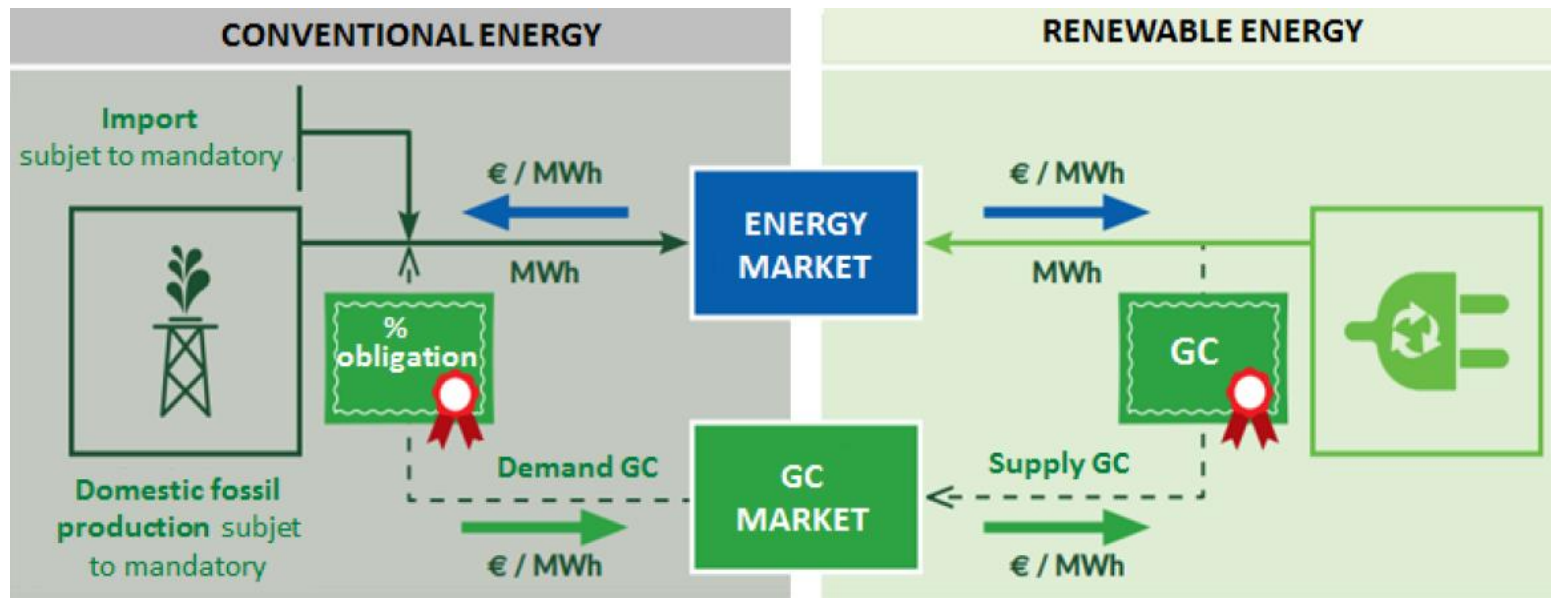 CONVENTIONAL ENERGY
RENEWABLE ENERGY
Import
subjet to mandatory
€ / MWh
MWh
% 
obligation
Domestic fossil
production subjet
to mandatory
Demand GC
€ / MWh
ENERGY
MARKET
GC
MARKET
€ / MWh
MWh
GC
Supply GC
€ / MWh